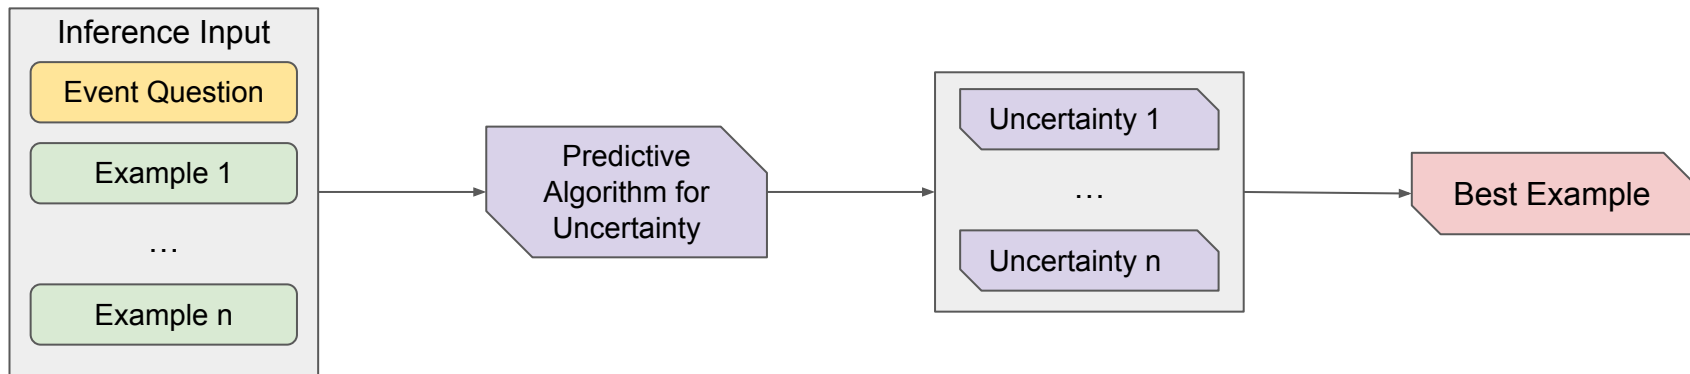 Inference Input
Event Question
Example 1
...
Example n
Predictive
Algorithm for
Uncertainty
Uncertainty 1
...
Uncertainty n
Best Example